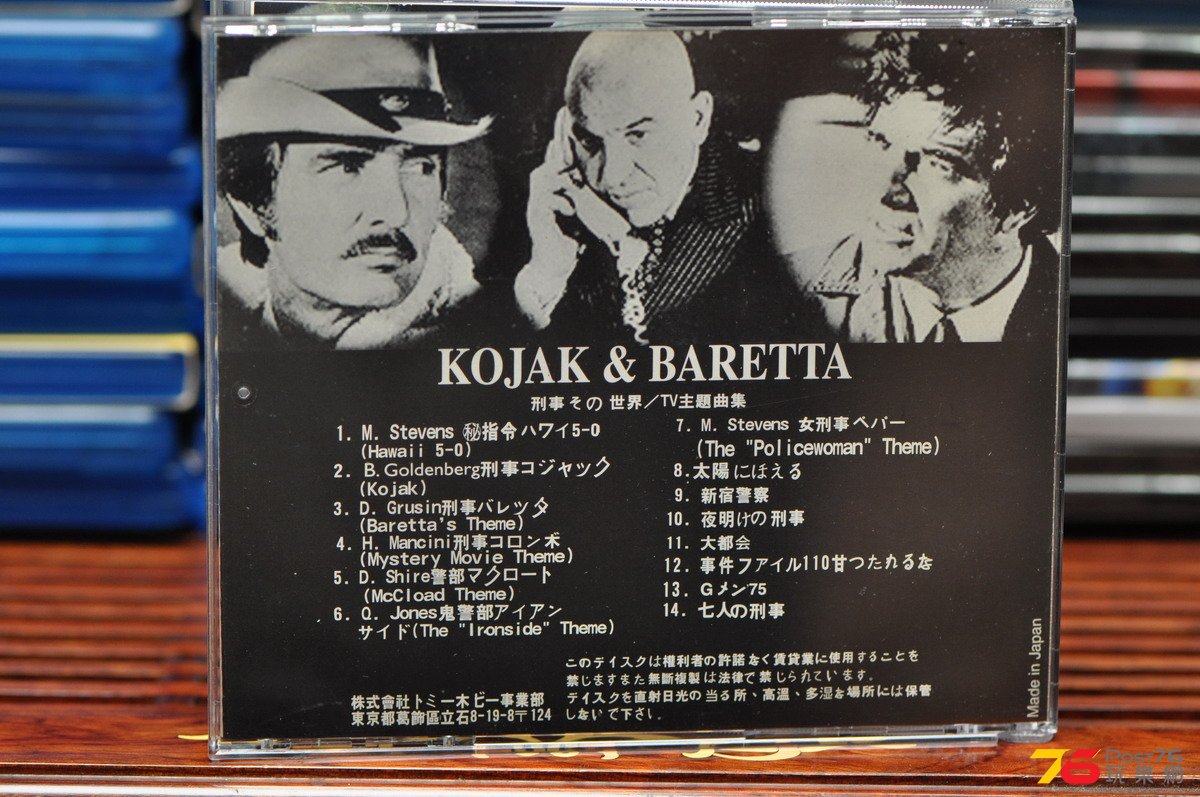 KOJAK & BARETTA
刑事その世界／TV主題曲集
1. M. Stevens ㊙指令ハワイ5-0
(Hawaii 5-0)
2. B. Goldenberg刑事コジャック
(Kojak)
3. D. Grusin刑事バレッタ
(Baretta's Theme)
4. H. Mancini刑事コロン木
(Mystery Movie Theme)
5. D. Shire警部マクロート
(McCload Theme)
6. Q. Jones鬼警部アイアン
サイド(The "Ironside" Theme)
7. M. Stevens 女刑事ペパー
(The "Policewoman" Theme)
8. 太陽にほえる
9. 新宿警察
10. 夜明けの刑事
11. 大都会
12. 事件ファイル110甘ったれるな
13. Gメン75
14. 七人の刑事
このディスクは権利者の許諾なく賃貸業に使用することを
禁じますまた無断複製は法律で禁じられています.
ディスクを直射日光の当る所、高溫、多湿な場所には保管
しないで下さい.
株式會社トミー木ビー事業部
東京都葛飾區立石8-19-8〒124
Made in Japan
76 Post76
玩樂網